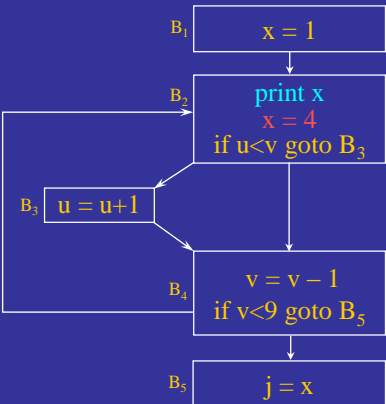 B₁
x = 1
B₂
print x
x = 4
if u<v goto B₃
B₃
u = u+1
B₄
v = v – 1
if v<9 goto B₅
B₅
j = x